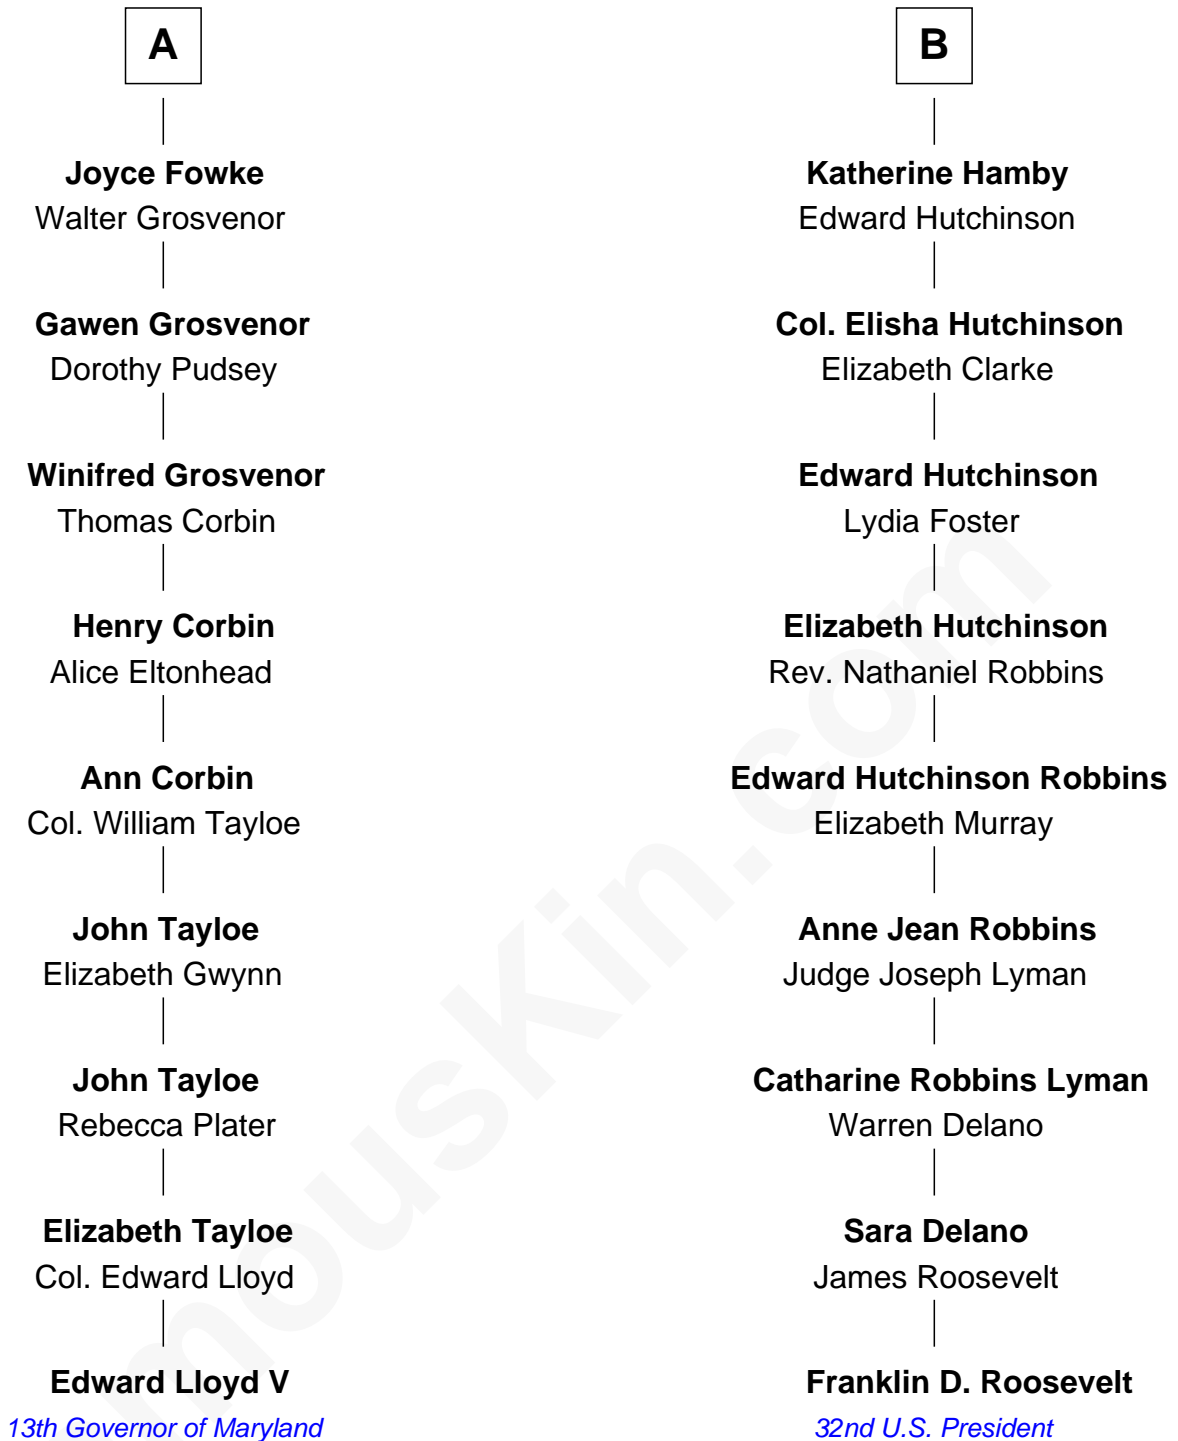 A
Joyce Fowke
Walter Grosvenor
Gawen Grosvenor
Dorothy Pudsey
Winifred Grosvenor
Thomas Corbin
Henry Corbin
Alice Eltonhead
Ann Corbin
Col. William Tayloe
John Tayloe
Elizabeth Gwynn
John Tayloe
Rebecca Plater
Elizabeth Tayloe
Col. Edward Lloyd
Edward Lloyd V
13th Governor of Maryland
B
Katherine Hamby
Edward Hutchinson
Col. Elisha Hutchinson
Elizabeth Clarke
Edward Hutchinson
Lydia Foster
Elizabeth Hutchinson
Rev. Nathaniel Robbins
Edward Hutchinson Robbins
Elizabeth Murray
Anne Jean Robbins
Judge Joseph Lyman
Catharine Robbins Lyman
Warren Delano
Sara Delano
James Roosevelt
Franklin D. Roosevelt
32nd U.S. President
mousKin.com